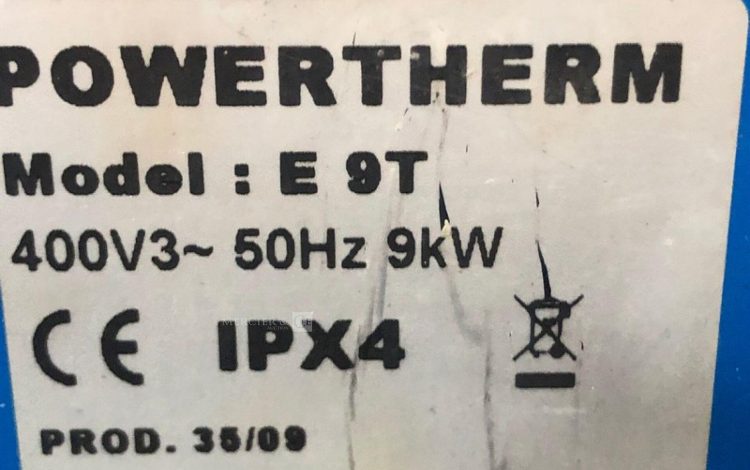 POWERTHERM
Model : E 9T
400V3~ 50Hz 9kW
CE IPX4
PROD. 35/09